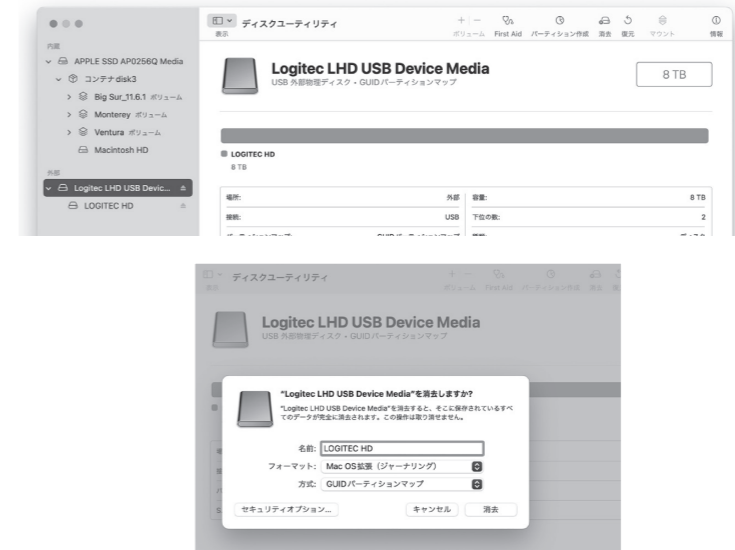 ディスクユーティリティ
表示
ボリューム First Aid パーティション作成 消去 復元 マウント 情報
内蔵
APPLE SSD AP0256Q Media
コンテナdisk3
Big Sur_11.6.1 ボリューム
Monterey ボリューム
Ventura ボリューム
Macintosh HD
外部
Logitec LHD USB Devic...
LOGITEC HD
Logitec LHD USB Device Media
USB 外部物理ディスク・GUIDパーティションマップ
8 TB
LOGITEC HD
8 TB
場所: 外部 容量: 8 TB
接続: USB 下位の数: 2
ディスクユーティリティ
表示
ボリューム First Aid パーティション作成 消去
Logitec LHD USB Device Media
USB 外部物理ディスク・GUIDパーティションマップ
"Logitec LHD USB Device Media"を消去しますか?
"Logitec LHD USB Device Media"を消去すると、そこに保存されているすべ
てのデータが完全に消去されます。この操作は取り消せません。
名前: LOGITEC HD
フォーマット: Mac OS拡張(ジャーナリング)
方式: GUIDパーティションマップ
セキュリティオプション... キャンセル 消去